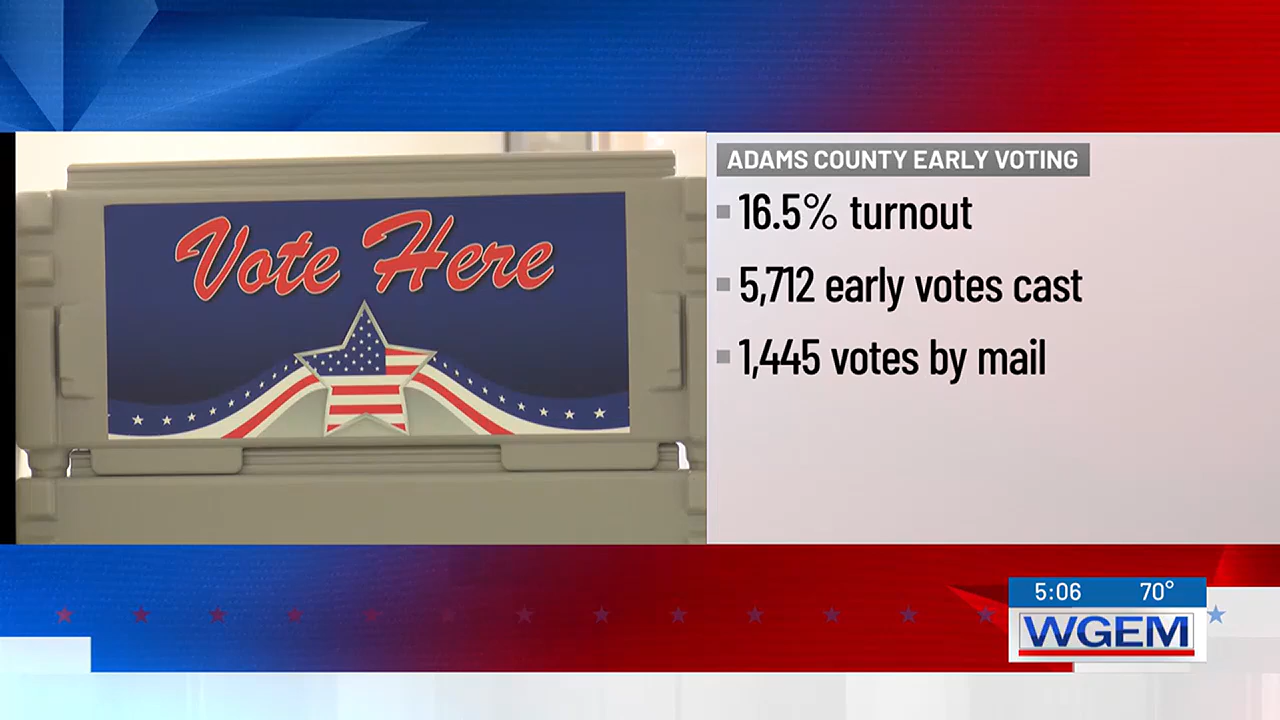 Vote Here
ADAMS COUNTY EARLY VOTING
16.5% turnout
5,712 early votes cast
1,445 votes by mail
5:06 70°
WGEM